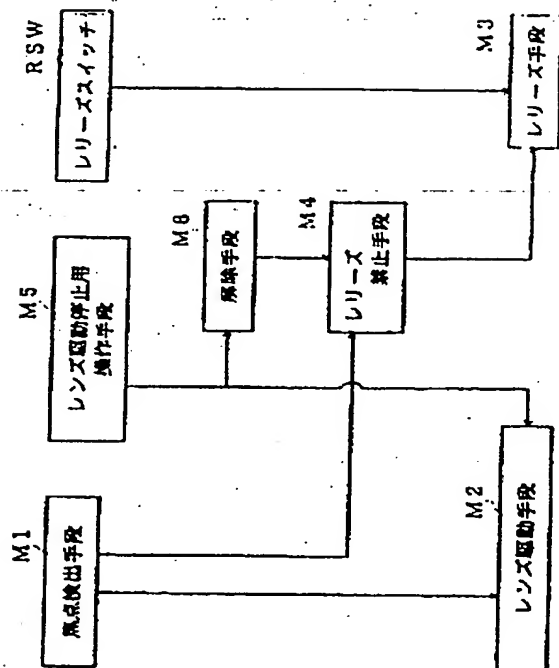 M1
焦点検出手段
M5
レンズ駆動停止用
操作手段
RSW
レリーズスイッチ
M6
解除手段
M4
レリーズ
禁止手段
M2
レンズ駆動手段
M3
レリーズ手段